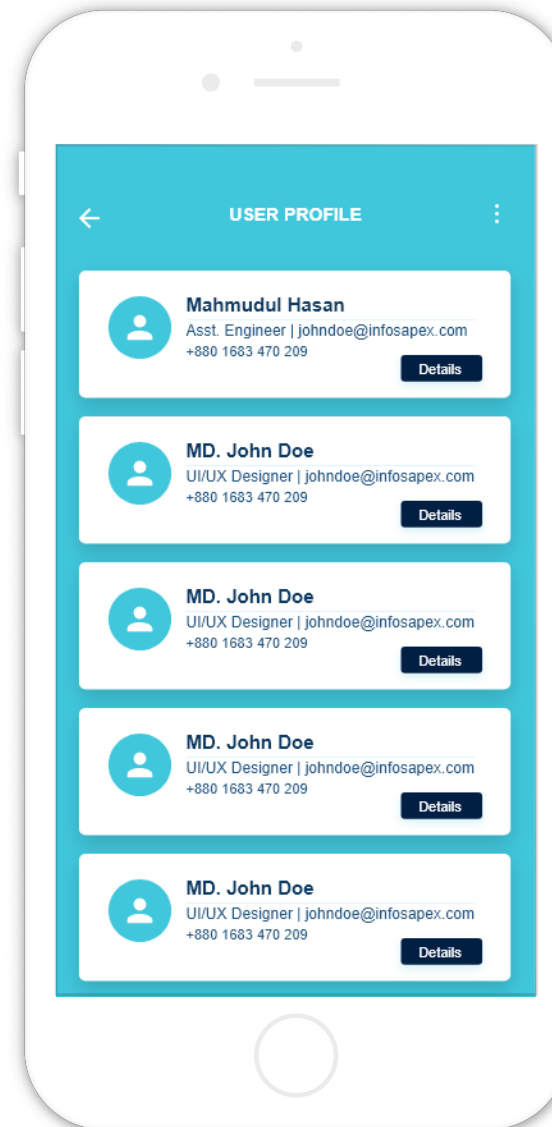 USER PROFILE
Mahmudul Hasan
Asst. Engineer | johndoe@infosapex.com
+880 1683 470 209
Details
MD. John Doe
UI/UX Designer | johndoe@infosapex.com
+880 1683 470 209
Details
MD. John Doe
UI/UX Designer | johndoe@infosapex.com
+880 1683 470 209
Details
MD. John Doe
UI/UX Designer | johndoe@infosapex.com
+880 1683 470 209
Details
MD. John Doe
UI/UX Designer | johndoe@infosapex.com
+880 1683 470 209
Details